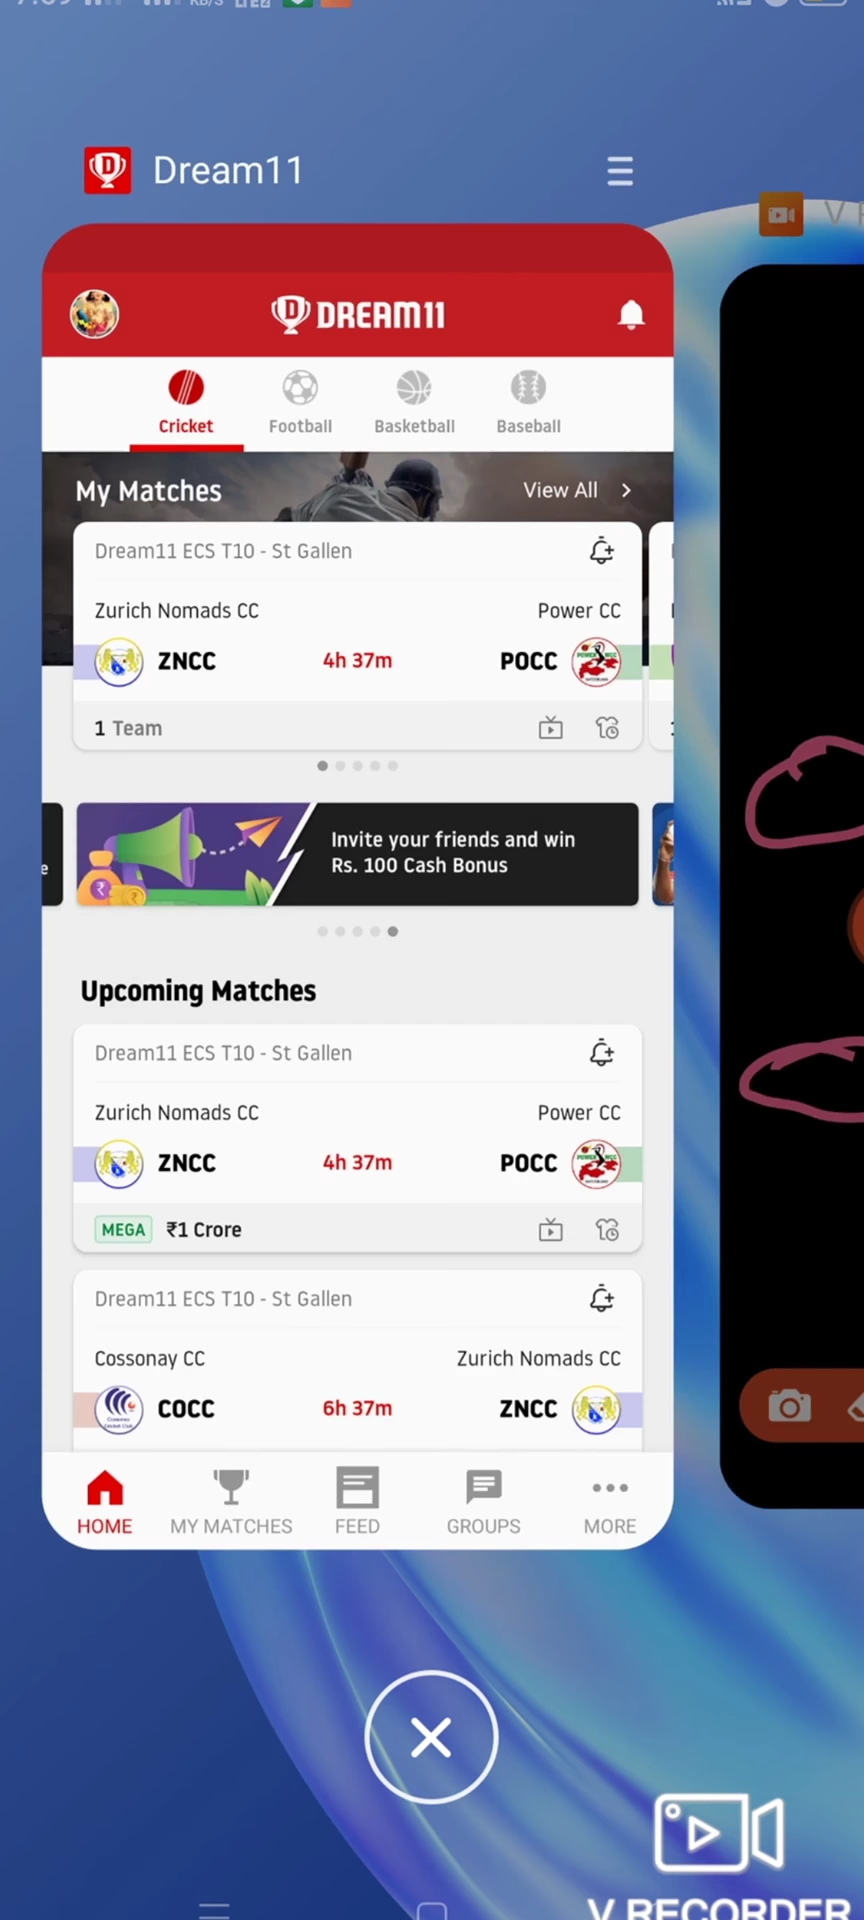 KB/S
Dream11
DREAM11
Cricket Football Basketball Baseball
My Matches View All
Dream11 ECS T10 - St Gallen
Zurich Nomads CC Power CC
ZNCC 4h 37m POCC
1 Team
Invite your friends and win
Rs. 100 Cash Bonus
Upcoming Matches
Dream11 ECS T10 - St Gallen
Zurich Nomads CC Power CC
ZNCC 4h 37m POCC
MEGA ₹1 Crore
Dream11 ECS T10 - St Gallen
Cossonay CC Zurich Nomads CC
COCC 6h 37m ZNCC
HOME MY MATCHES FEED GROUPS MORE
V RECORDER